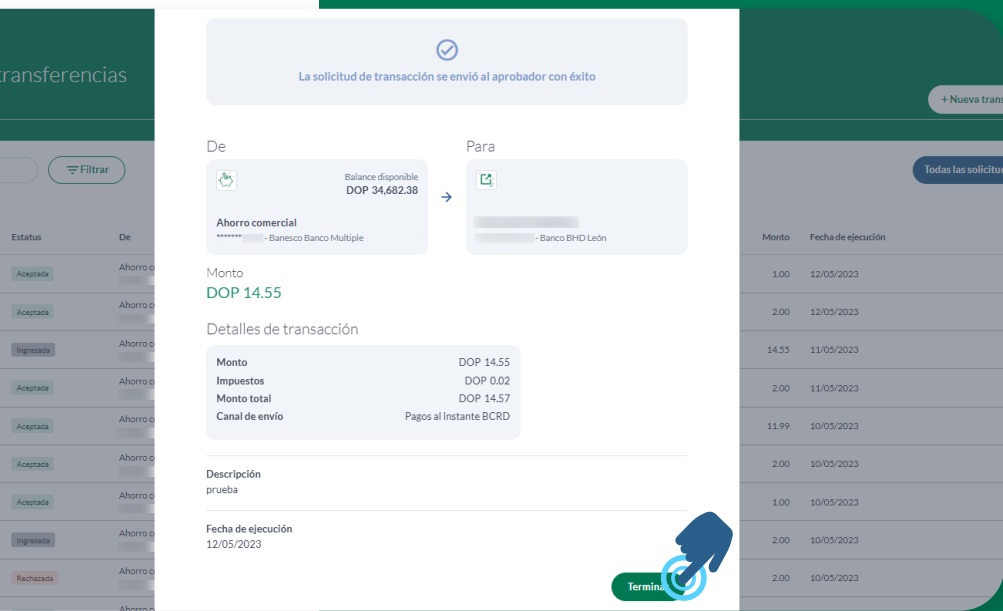 transferencias
+ Nueva trans
Filtrar
Todas las solicitud
Estatus De Monto Fecha de ejecución
Aceptada Ahorro c 1.00 12/05/2023
Aceptada Ahorro c 2.00 12/05/2023
Ingresada Ahorro c 14.55 11/05/2023
Aceptada Ahorro c 2.00 11/05/2023
Aceptada Ahorro c 11.99 10/05/2023
Aceptada Ahorro c 2.00 10/05/2023
Aceptada Ahorro c 1.00 10/05/2023
Ingresada Ahorro c 2.00 10/05/2023
Rechazada Ahorro c 2.00 10/05/2023
Ahorro c
La solicitud de transacción se envió al aprobador con éxito
De
Para
Balance disponible
DOP 34,682.38
Ahorro comercial
******* - Banesco Banco Multiple
- Banco BHD León
Monto
DOP 14.55
Detalles de transacción
Monto DOP 14.55
Impuestos DOP 0.02
Monto total DOP 14.57
Canal de envío Pagos al instante BCRD
Descripción
prueba
Fecha de ejecución
12/05/2023
Termina